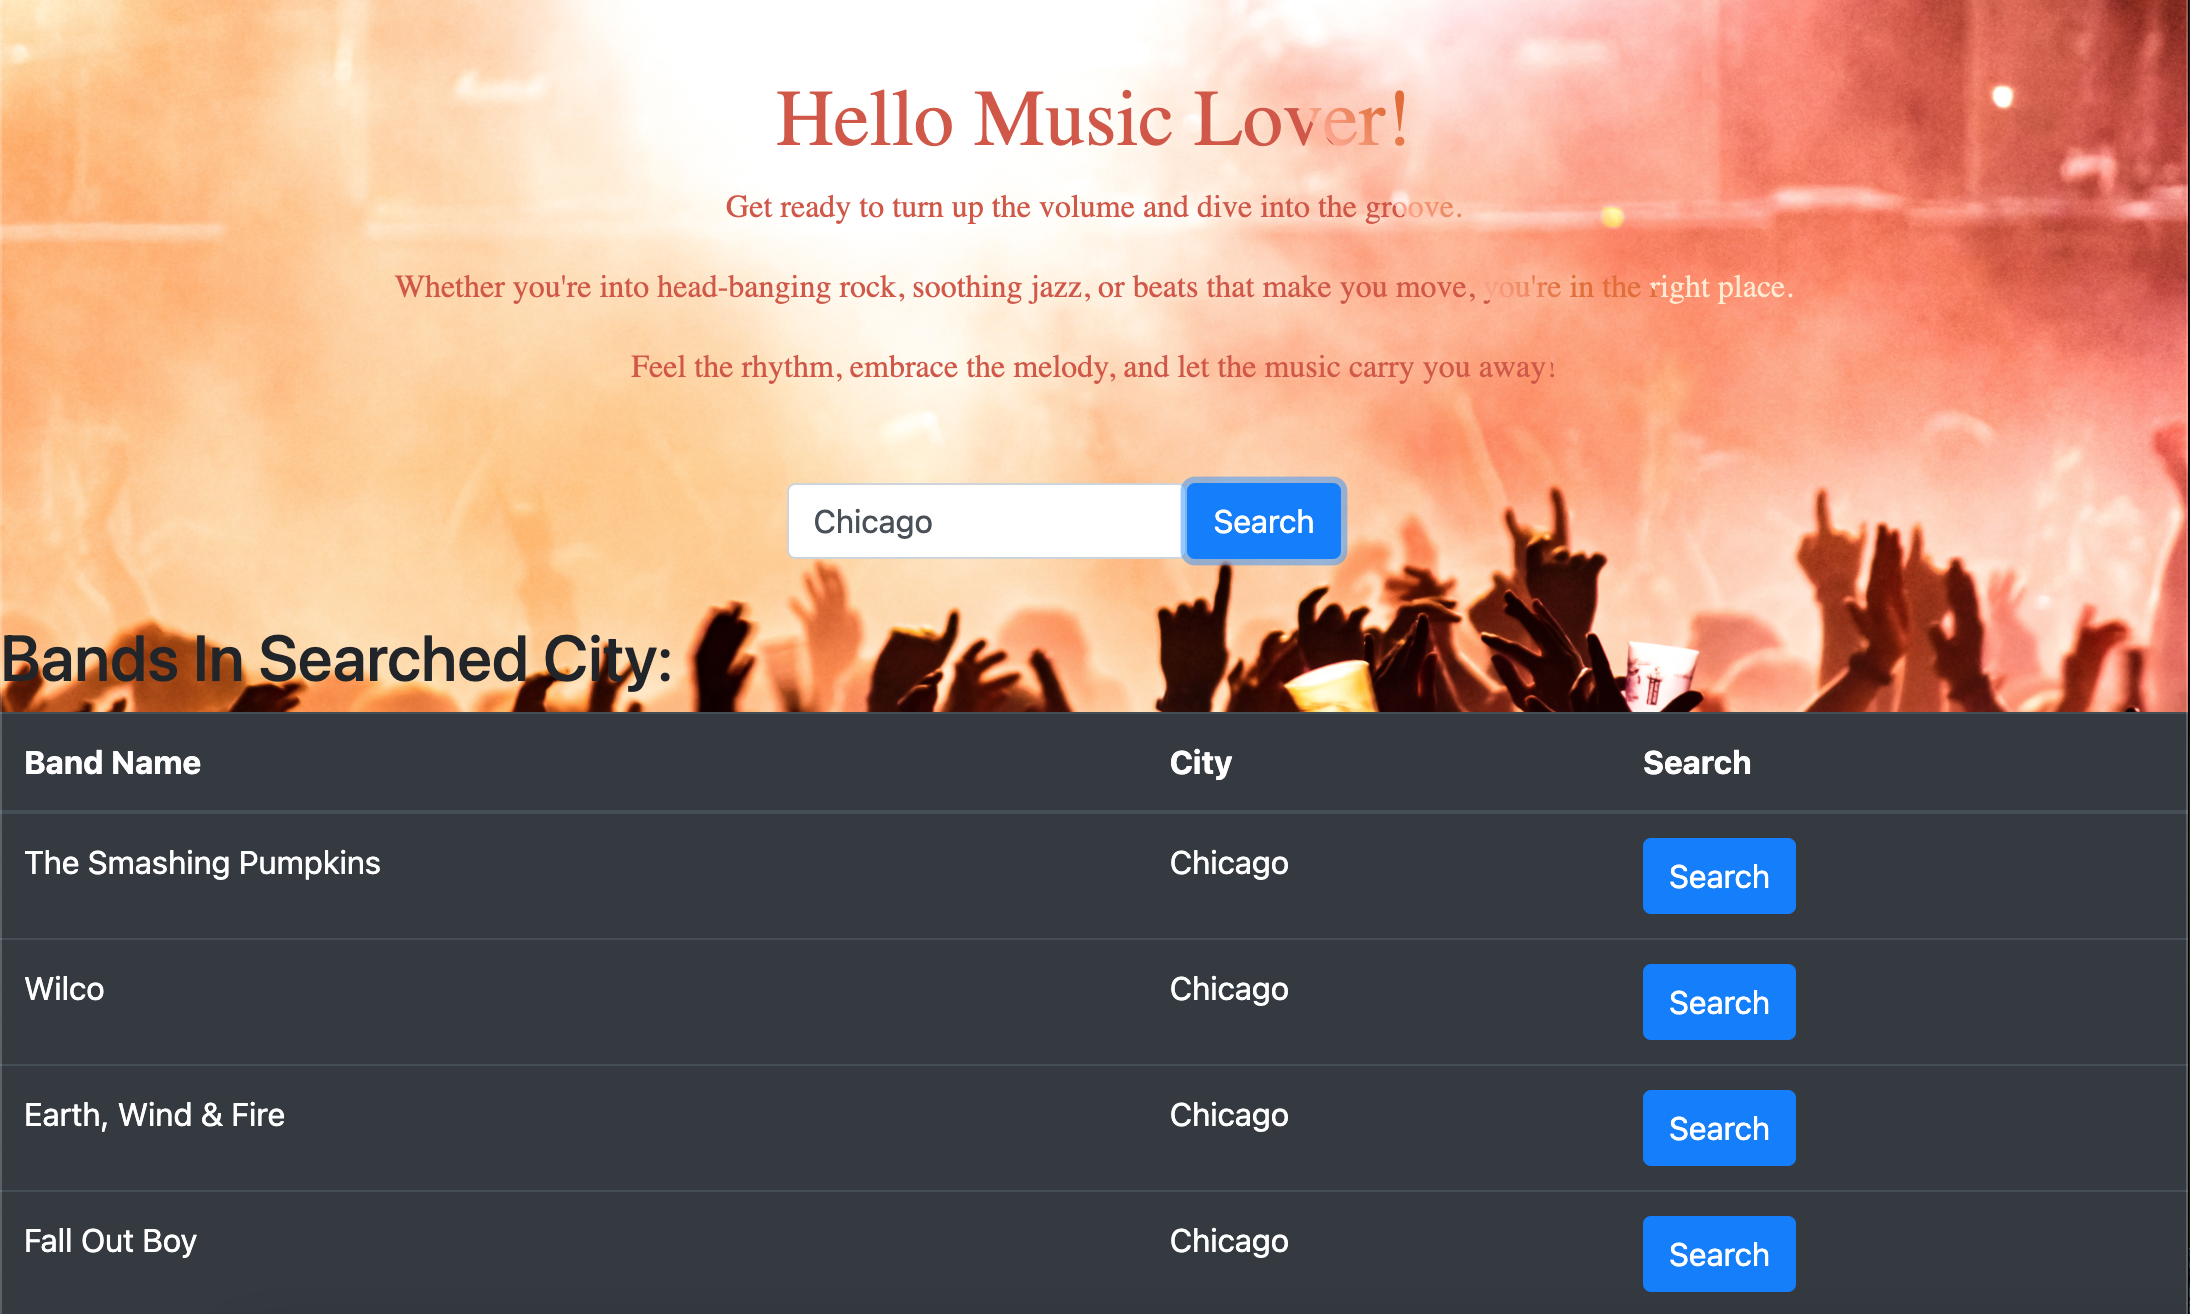 Hello Music Lover!
Get ready to turn up the volume and dive into the groove.
Whether you're into head-banging rock, soothing jazz, or beats that make you move, you're in the right place.
Feel the rhythm, embrace the melody, and let the music carry you away!
Chicago Search
Bands In Searched City:
Band Name City Search
The Smashing Pumpkins Chicago Search
Wilco Chicago Search
Earth, Wind & Fire Chicago Search
Fall Out Boy Chicago Search